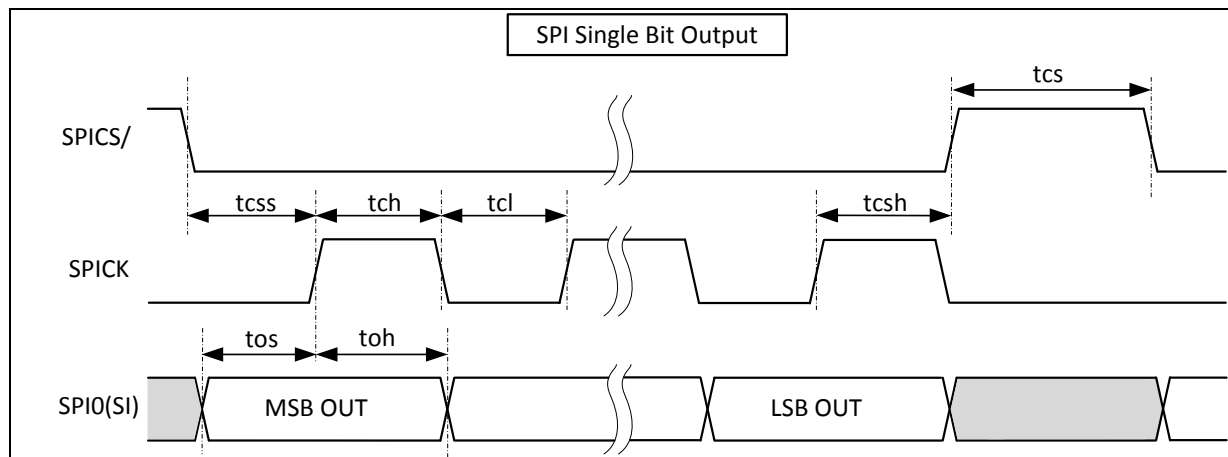 SPI Single Bit Output
tcs
SPICS/
tcss
tch
tcl
tcsh
SPICK
tos
toh
SPI0(SI)
MSB OUT
LSB OUT